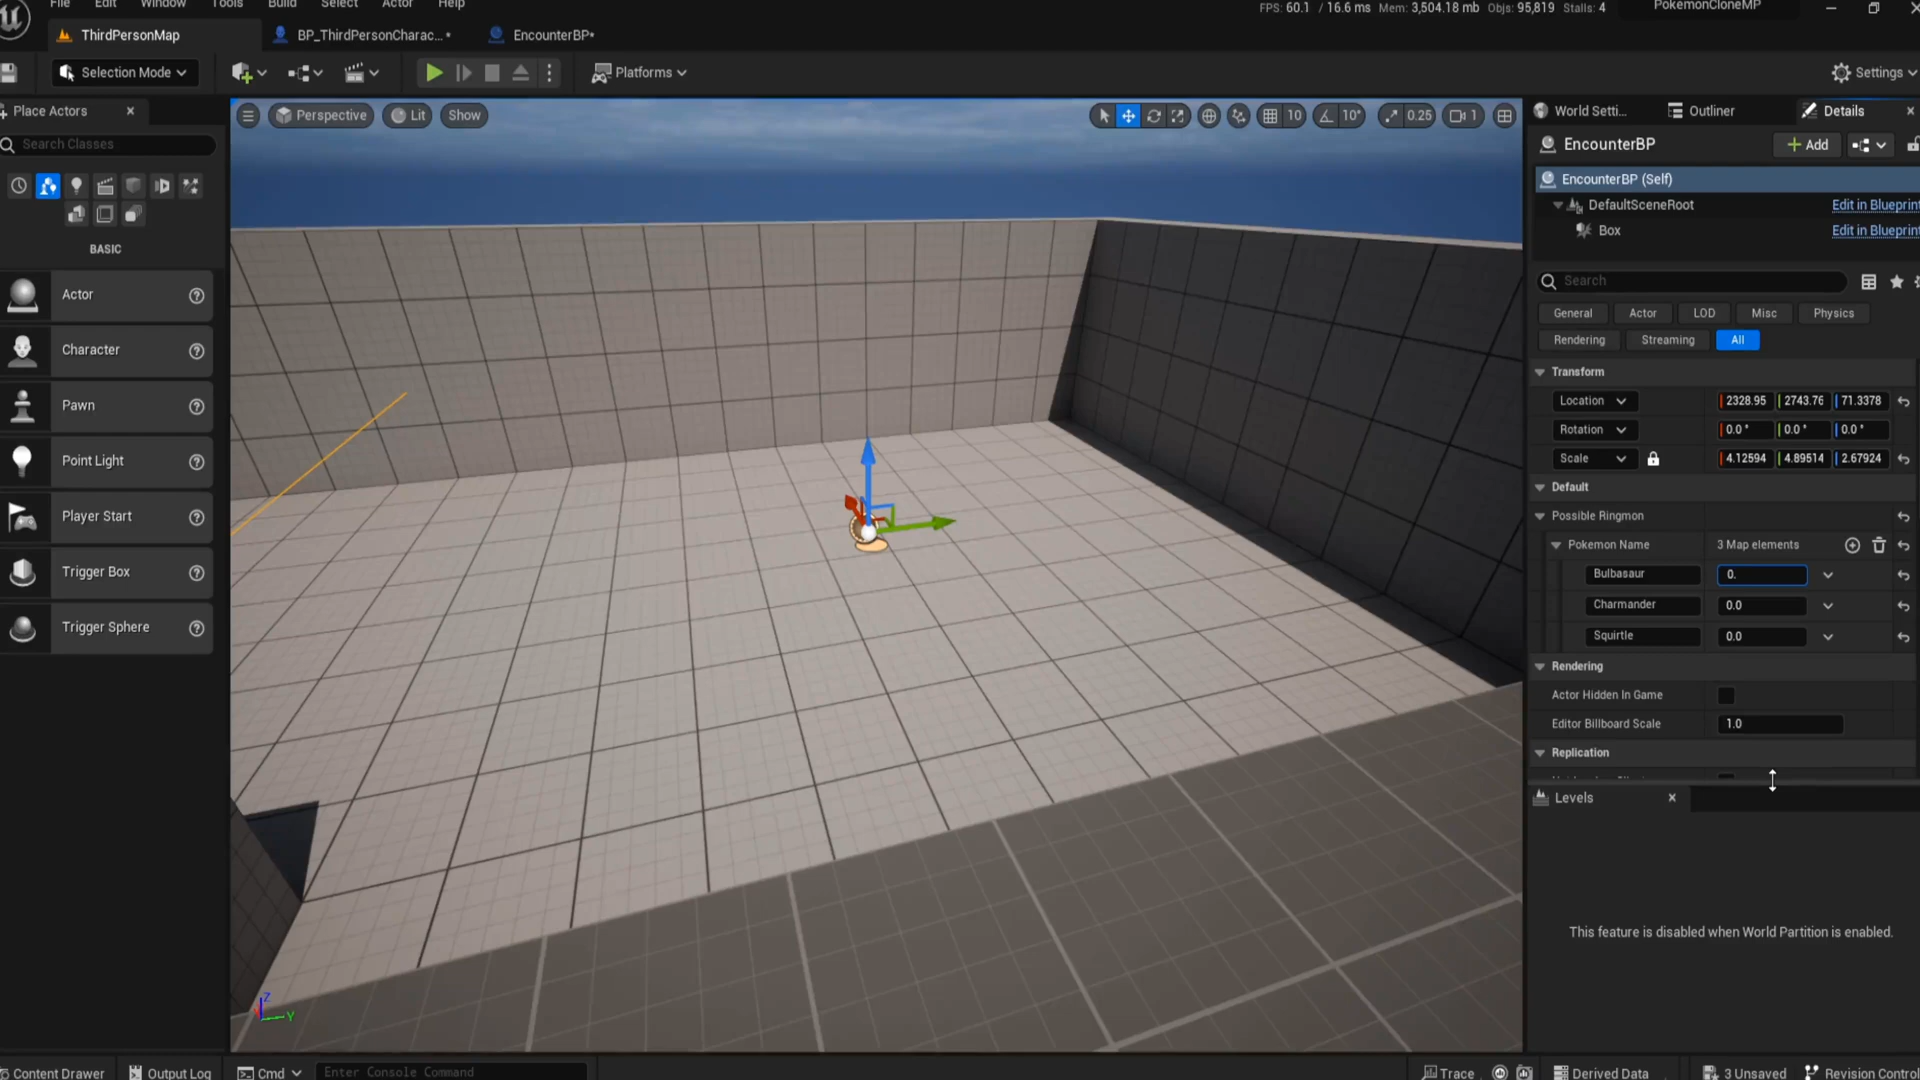 File Edit Window Tools Build Select Actor Help
FPS: 60.1 / 16.6 ms Mem: 3,504.18 mb Objs: 95,819 Stalls: 4
PokemonCloneMP
ThirdPersonMap
BP_ThirdPersonCharac...*
EncounterBP*
Selection Mode
Platforms
Settings
Place Actors
Search Classes
BASIC
Actor
Character
Pawn
Point Light
Player Start
Trigger Box
Trigger Sphere
Perspective
Lit
Show
10
10°
0.25
1
World Setti...
Outliner
Details
EncounterBP
Add
EncounterBP (Self)
DefaultSceneRoot Edit in Blueprint
Box Edit in Blueprint
Search
General Actor LOD Misc Physics
Rendering Streaming All
Transform
Location 2328.95 2743.76 71.3378
Rotation 0.0 ° 0.0 ° 0.0 °
Scale 4.12594 4.89514 2.67924
Default
Possible Ringmon
Pokemon Name 3 Map elements
Bulbasaur 0.
Charmander 0.0
Squirtle 0.0
Rendering
Actor Hidden In Game
Editor Billboard Scale 1.0
Replication
Levels
This feature is disabled when World Partition is enabled.
Z
Y
Content Drawer
Output Log
Cmd
Enter Console Command
Trace
Derived Data
3 Unsaved
Revision Control